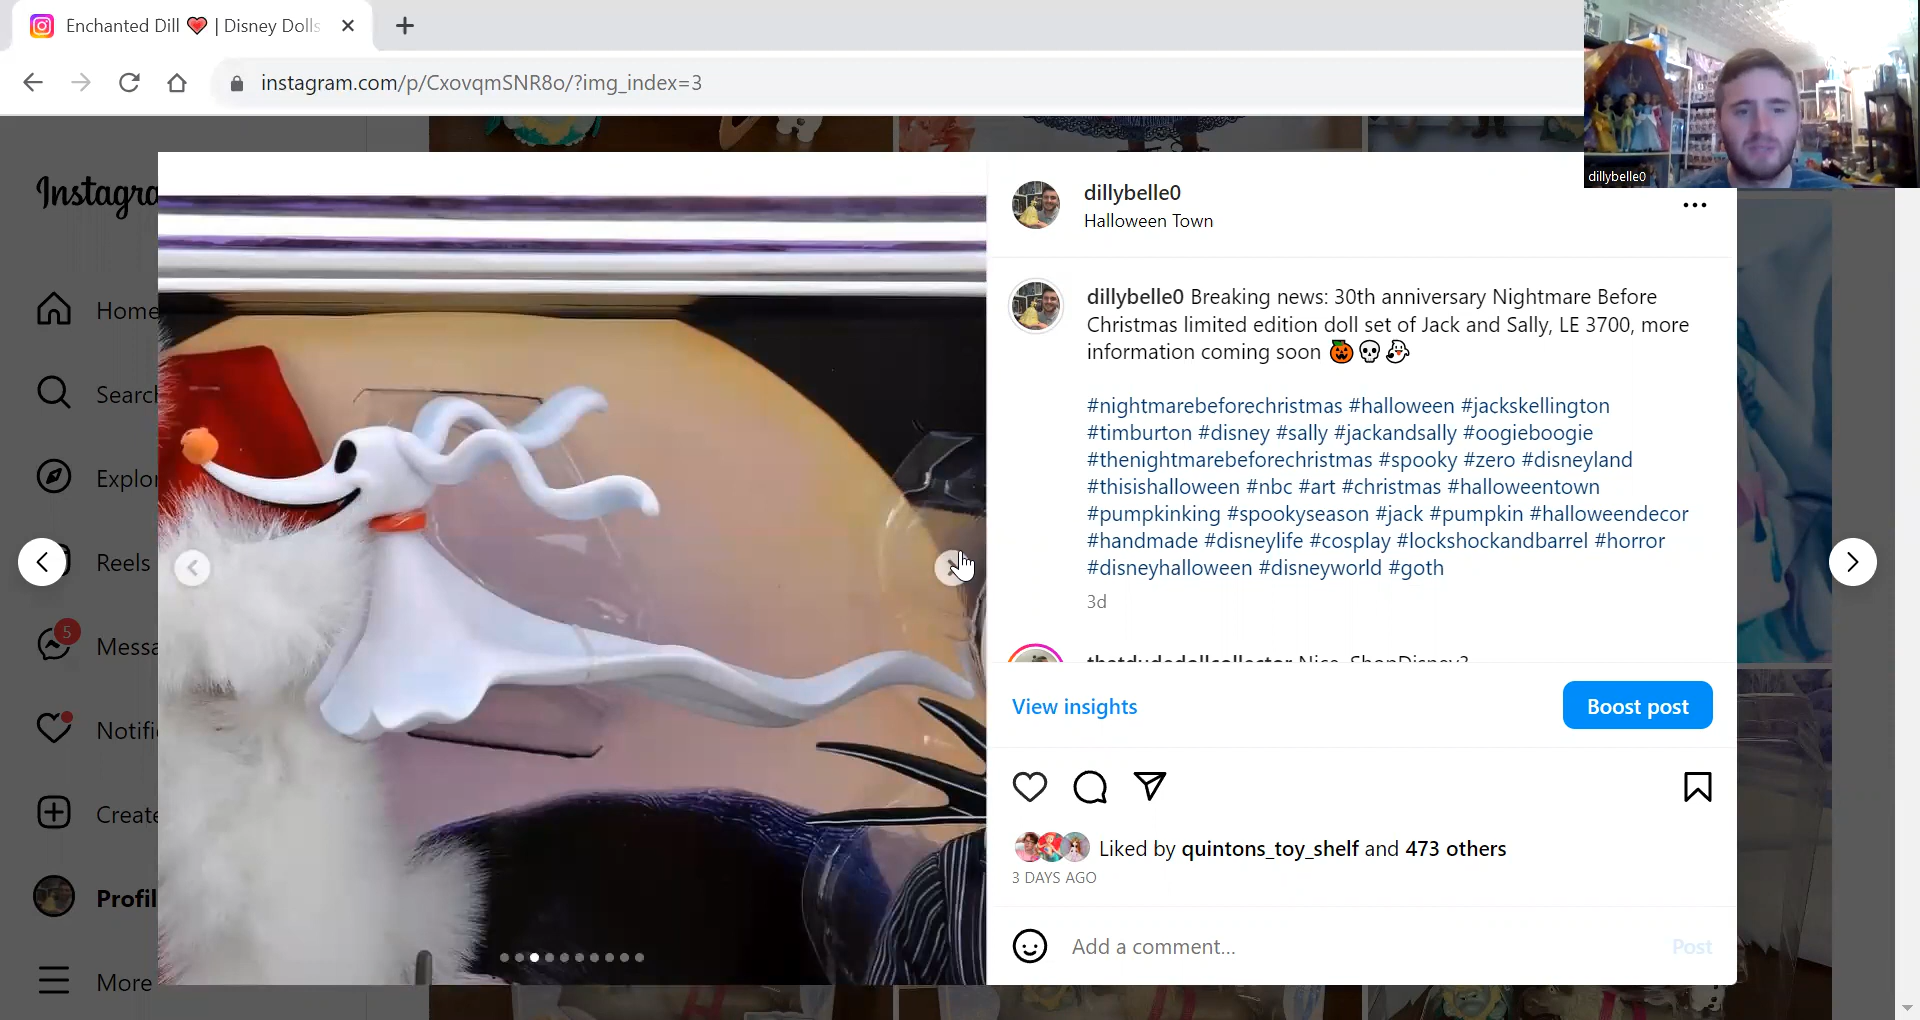 Enchanted Dill ❤️ | Disney Dolls
instagram.com/p/CxovqmSNR8o/?img_index=3
dillybelle0
Instagra
Home
Search
Explor
Reels
5
Messa
Notifi
Create
Profil
More
dillybelle0
Halloween Town
dillybelle0 Breaking news: 30th anniversary Nightmare Before
Christmas limited edition doll set of Jack and Sally, LE 3700, more
information coming soon 🎃💀👻
#nightmarebeforechristmas #halloween #jackskellington
#timburton #disney #sally #jackandsally #oogieboogie
#thenightmarebeforechristmas #spooky #zero #disneyland
#thisishalloween #nbc #art #christmas #halloweentown
#pumpkinking #spookyseason #jack #pumpkin #halloweendecor
#handmade #disneylife #cosplay #lockshockandbarrel #horror
#disneyhalloween #disneyworld #goth
3d
thatdudedollcollector Nice, ShopDisney?
View insights
Boost post
Liked by quintons_toy_shelf and 473 others
3 DAYS AGO
Add a comment...
Post